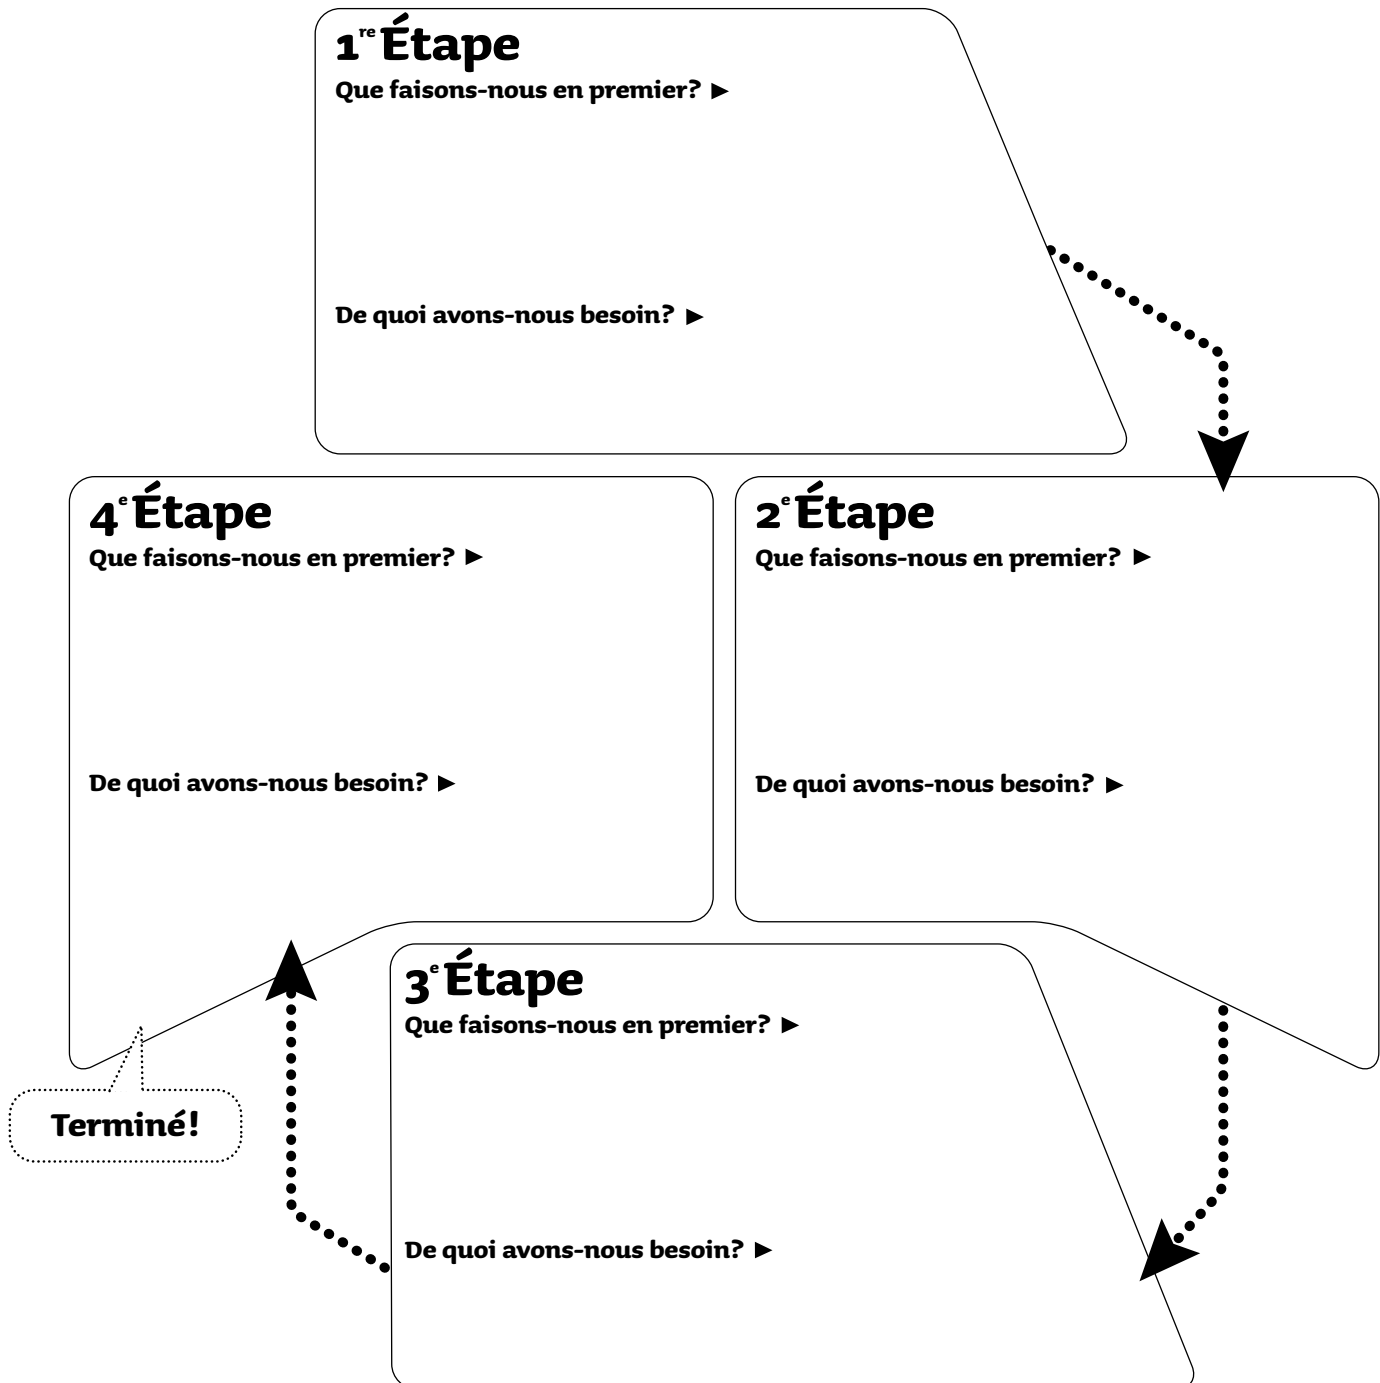 1re Étape
Que faisons-nous en premier? ►
De quoi avons-nous besoin? ►
2e Étape
Que faisons-nous en premier? ►
De quoi avons-nous besoin? ►
3e Étape
Que faisons-nous en premier? ►
De quoi avons-nous besoin? ►
4e Étape
Que faisons-nous en premier? ►
De quoi avons-nous besoin? ►
Terminé!